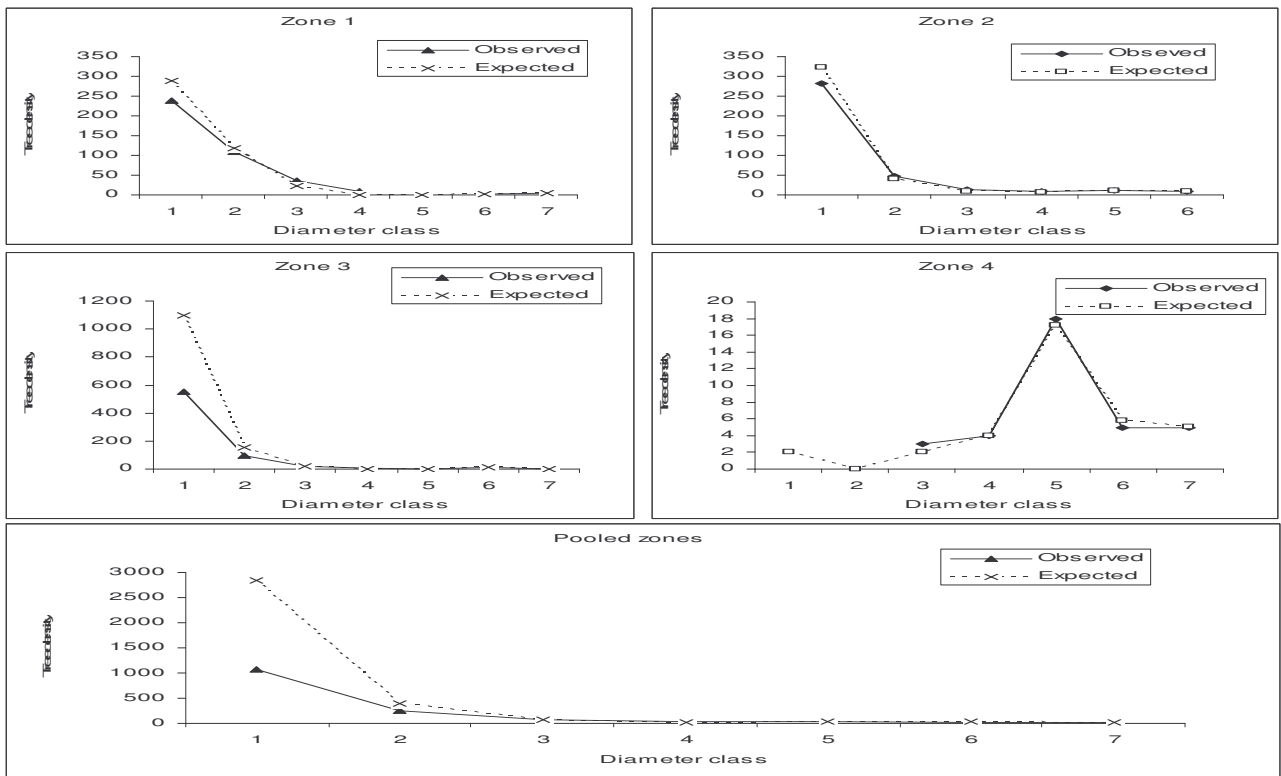 Zone 1
Observed
Expected
350
300
250
200
150
100
50
0
1 2 3 4 5 6 7
Diameter class
Zone 2
Obseved
Expected
350
300
250
200
150
100
50
0
1 2 3 4 5 6
Diameter class
Zone 3
Observed
Expected
1200
1000
800
600
400
200
0
1 2 3 4 5 6 7
Diameter class
Zone 4
Observed
Expected
20
18
16
14
12
10
8
6
4
2
0
1 2 3 4 5 6 7
Diameter class
Pooled zones
Observed
Expected
3000
2500
2000
1500
1000
500
0
1 2 3 4 5 6 7
Diameter class